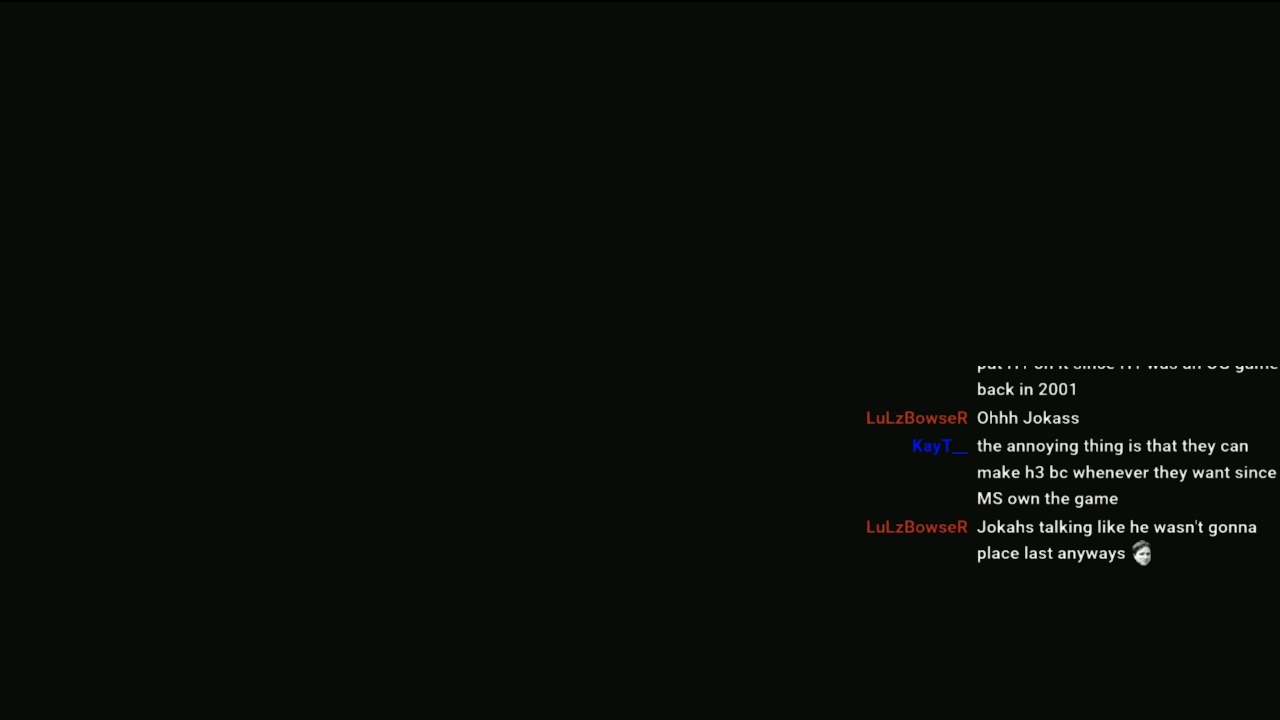 back in 2001
LuLzBowseR Ohhh Jokass
KayT__ the annoying thing is that they can
make h3 bc whenever they want since
MS own the game
LuLzBowseR Jokahs talking like he wasn't gonna
place last anyways